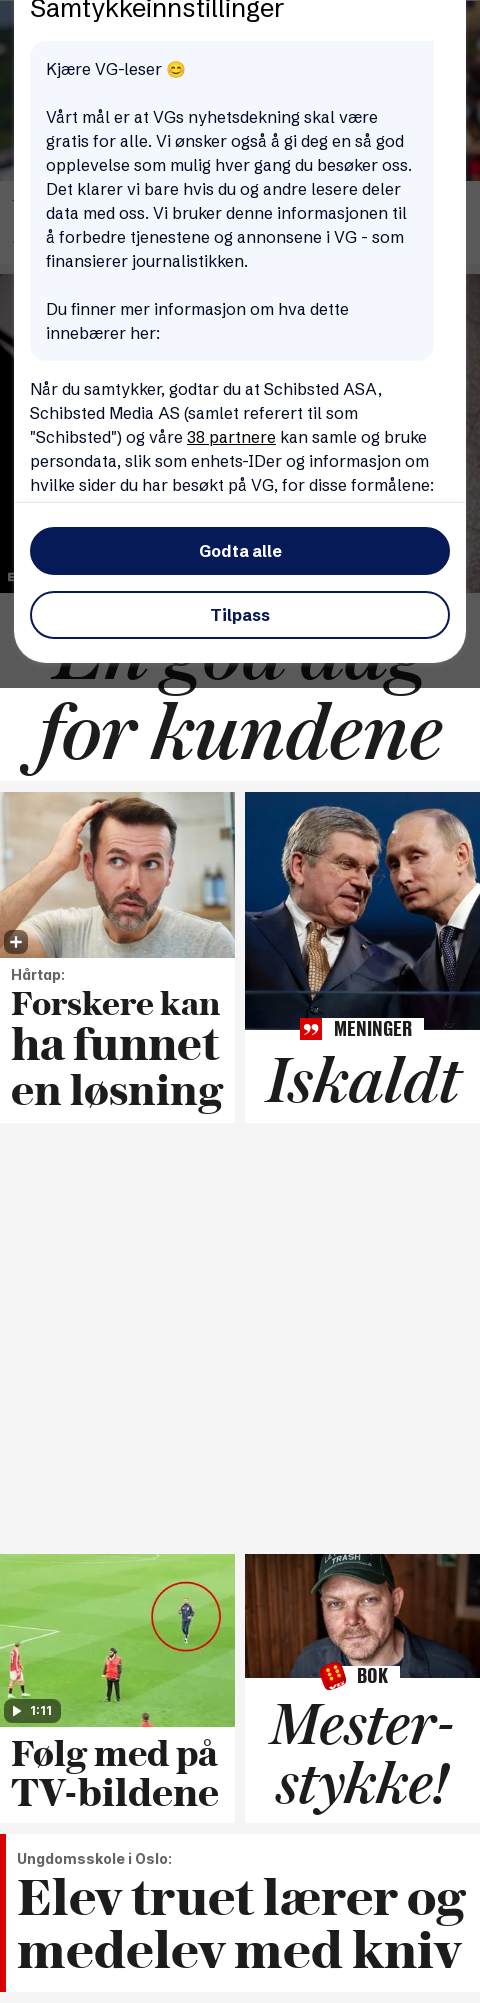 Samtykkeinnstillinger
Kjære VG-leser 😊
Vårt mål er at VGs nyhetsdekning skal være
gratis for alle. Vi ønsker også å gi deg en så god
opplevelse som mulig hver gang du besøker oss.
Det klarer vi bare hvis du og andre lesere deler
data med oss. Vi bruker denne informasjonen til
å forbedre tjenestene og annonsene i VG - som
finansierer journalistikken.
Du finner mer informasjon om hva dette
innebærer her:
Når du samtykker, godtar du at Schibsted ASA,
Schibsted Media AS (samlet referert til som
"Schibsted") og våre 38 partnere kan samle og bruke
persondata, slik som enhets-IDer og informasjon om
hvilke sider du har besøkt på VG, for disse formålene:
Godta alle
Tilpass
En god dag
for kundene
Hårtap:
Forskere kan
ha funnet
en løsning
MENINGER
Iskaldt
TRASH
1:11
Følg med på
TV-bildene
BOK
Mester-
stykke!
Ungdomsskole i Oslo:
Elev truet lærer og
medelev med kniv